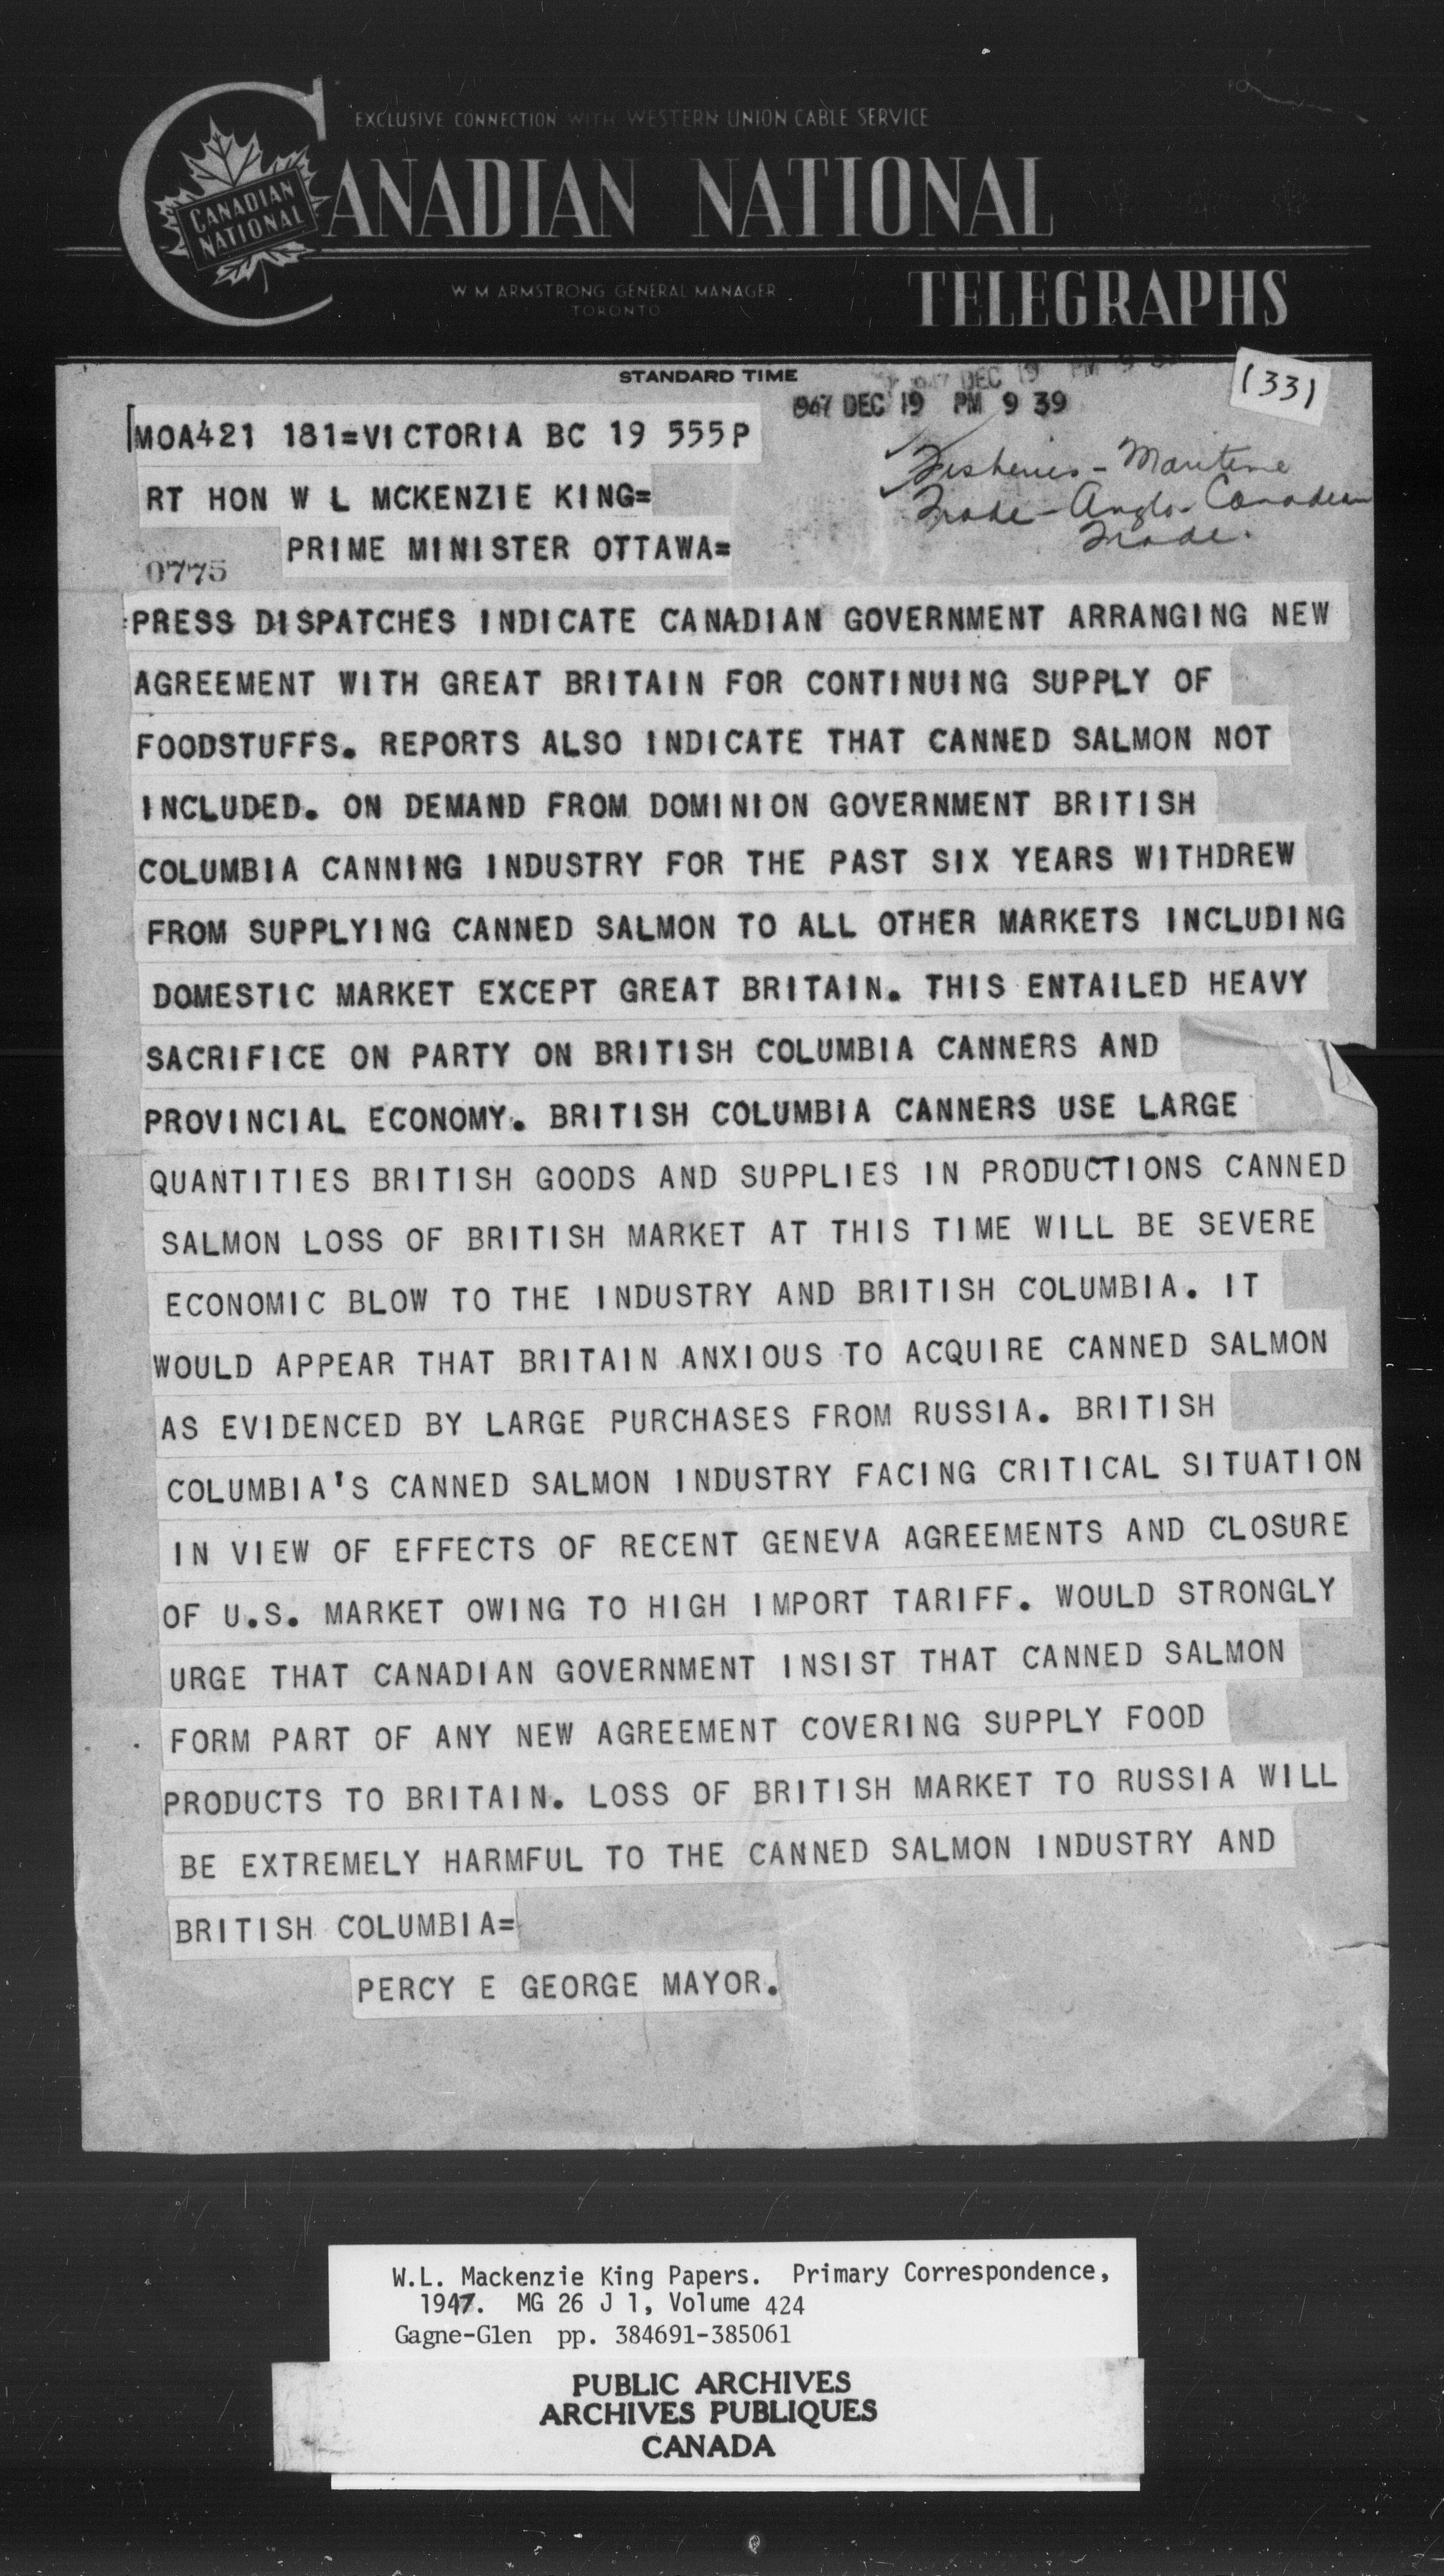 EXCLUSIVE CONNECTION WITH WESTERN UNION CABLE SERVICE
CANADIAN NATIONAL
CANADIAN
NATIONAL
TELEGRAPHS
W M ARMSTRONG GENERAL MANAGER
TORONTO
STANDARD TIME
DEC 19 PM
947 DEC 19 PM 9 39
(33)
MOA421 181=VICTORIA BC 19 555P
Fisheries - Maritime
Trade - Anglo-Canadian
Trade.
RT HON W L MCKENZIE KING=
PRIME MINISTER OTTAWA=
0775
:PRESS DISPATCHES INDICATE CANADIAN GOVERNMENT ARRANGING NEW
AGREEMENT WITH GREAT BRITAIN FOR CONTINUING SUPPLY OF
FOODSTUFFS. REPORTS ALSO INDICATE THAT CANNED SALMON NOT
INCLUDED. ON DEMAND FROM DOMINION GOVERNMENT BRITISH
COLUMBIA CANNING INDUSTRY FOR THE PAST SIX YEARS WITHDREW
FROM SUPPLYING CANNED SALMON TO ALL OTHER MARKETS INCLUDING
DOMESTIC MARKET EXCEPT GREAT BRITAIN. THIS ENTAILED HEAVY
SACRIFICE ON PARTY ON BRITISH COLUMBIA CANNERS AND
PROVINCIAL ECONOMY. BRITISH COLUMBIA CANNERS USE LARGE
QUANTITIES BRITISH GOODS AND SUPPLIES IN PRODUCTIONS CANNED
SALMON LOSS OF BRITISH MARKET AT THIS TIME WILL BE SEVERE
ECONOMIC BLOW TO THE INDUSTRY AND BRITISH COLUMBIA. IT
WOULD APPEAR THAT BRITAIN ANXIOUS TO ACQUIRE CANNED SALMON
AS EVIDENCED BY LARGE PURCHASES FROM RUSSIA. BRITISH
COLUMBIA'S CANNED SALMON INDUSTRY FACING CRITICAL SITUATION
IN VIEW OF EFFECTS OF RECENT GENEVA AGREEMENTS AND CLOSURE
OF U.S. MARKET OWING TO HIGH IMPORT TARIFF. WOULD STRONGLY
URGE THAT CANADIAN GOVERNMENT INSIST THAT CANNED SALMON
FORM PART OF ANY NEW AGREEMENT COVERING SUPPLY FOOD
PRODUCTS TO BRITAIN. LOSS OF BRITISH MARKET TO RUSSIA WILL
BE EXTREMELY HARMFUL TO THE CANNED SALMON INDUSTRY AND
BRITISH COLUMBIA=
PERCY E GEORGE MAYOR.
W.L. Mackenzie King Papers. Primary Correspondence,
1947. MG 26 J 1, Volume 424
Gagne-Glen pp. 384691-385061
PUBLIC ARCHIVES
ARCHIVES PUBLIQUES
CANADA